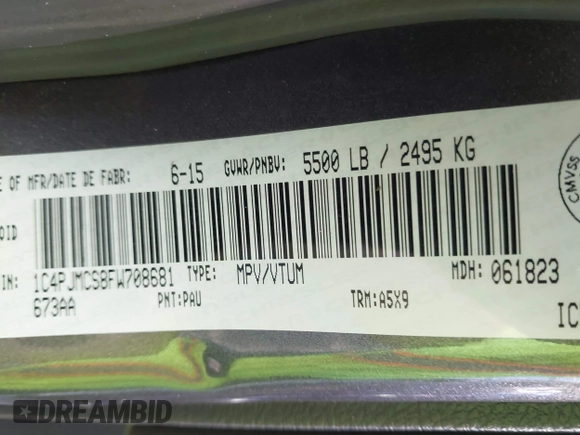 E OF MFR/DATE DE FABR: 6-15 GVWR/PNBV: 5500 LB / 2495 KG
OID
IN: 1C4PJMCS8FW708681 TYPE: MPV/VTUM MDH: 061823
673AA PNT:PAU TRM:A5X9
IC
CMVSS
DREAMBID